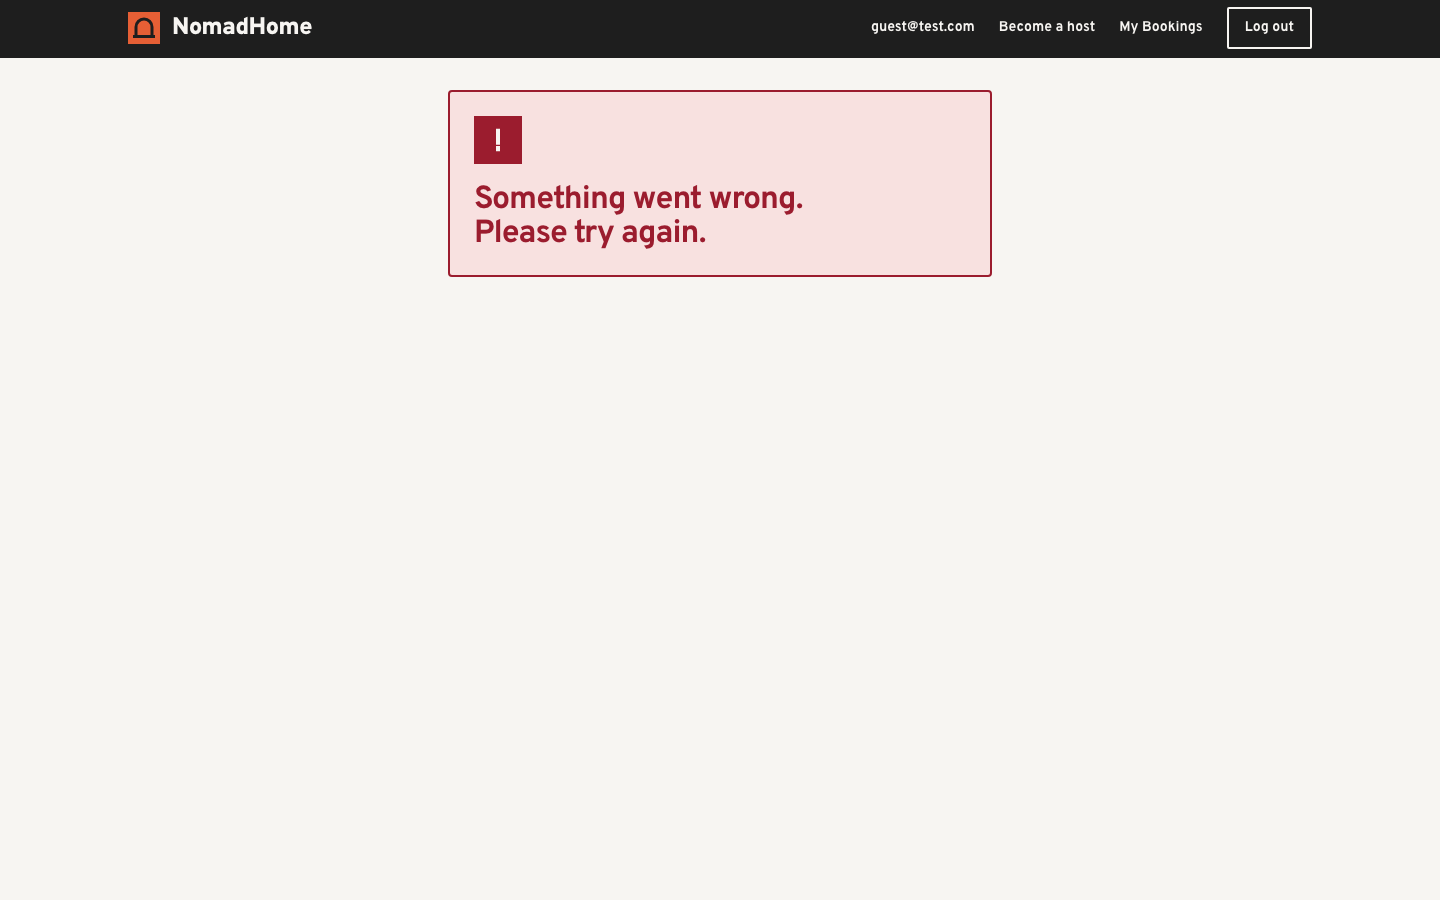 NomadHome
guest@test.com
Become a host
My Bookings
Log out
!
Something went wrong.
Please try again.